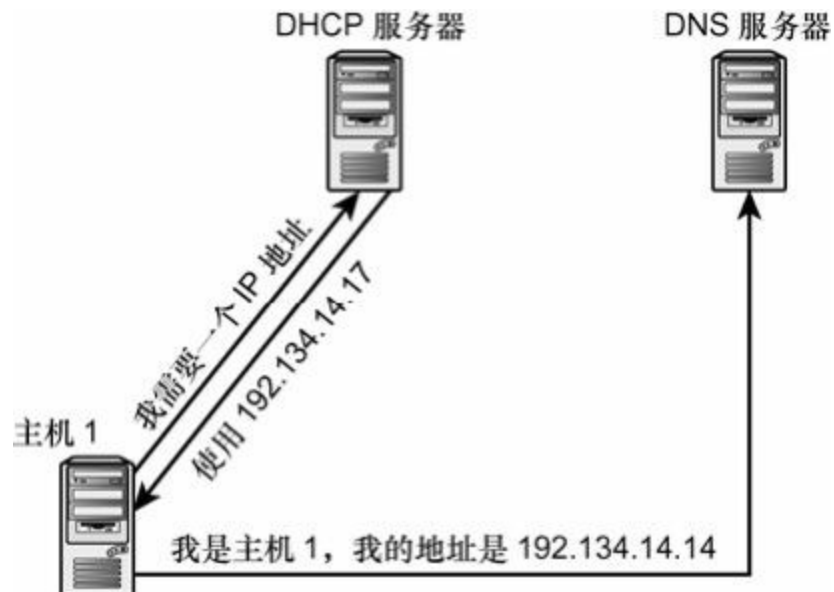 DHCP 服务器
DNS 服务器
我需要一个 IP 地址
使用 192.134.14.17
主机 1
我是主机 1，我的地址是 192.134.14.14